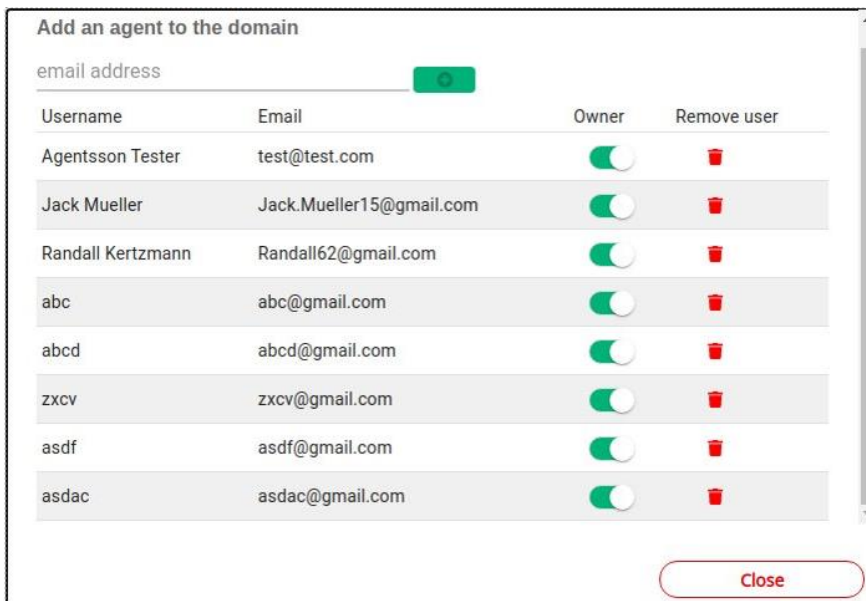 Add an agent to the domain
email address
Username Email Owner Remove user
Agentsson Tester test@test.com
Jack Mueller Jack.Mueller15@gmail.com
Randall Kertzmann Randall62@gmail.com
abc abc@gmail.com
abcd abcd@gmail.com
zxcv zxcv@gmail.com
asdf asdf@gmail.com
asdac asdac@gmail.com
Close